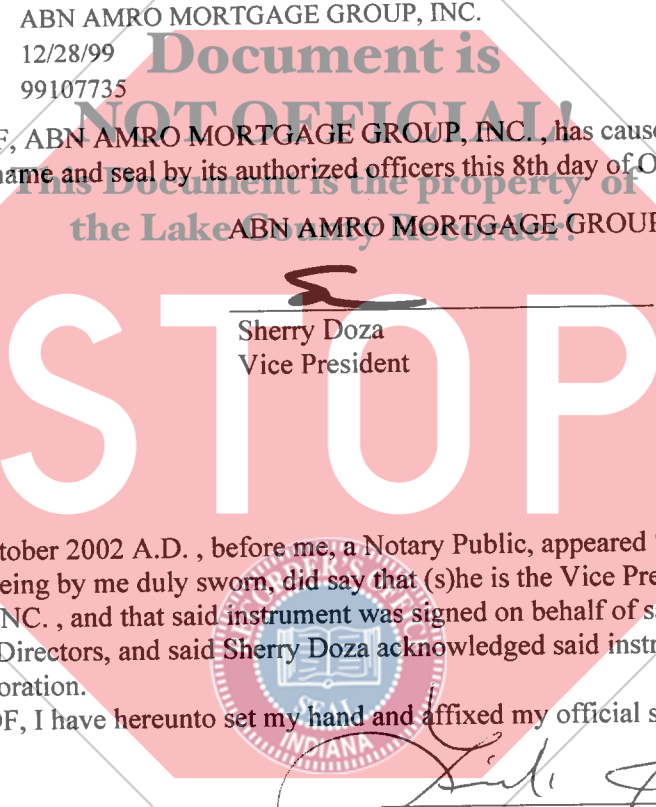 ABN AMRO MORTGAGE GROUP, INC.
12/28/99
Document is
99107735
NOT OFFICIAL!
F, ABN AMRO MORTGAGE GROUP, INC. , has cause
name and seal by its authorized officers this 8th day of O
This Document is the property of
the Lake County Recorder!
ABN AMRO MORTGAGE GROUP
Sherry Doza
Vice President
STOP
tober 2002 A.D. , before me, a Notary Public, appeared
eing by me duly sworn, did say that (s)he is the Vice Pre
NC. , and that said instrument was signed on behalf of s
Directors, and said Sherry Doza acknowledged said instr
oration.
SEAL
OF, I have hereunto set my hand and affixed my official s
INDIANA